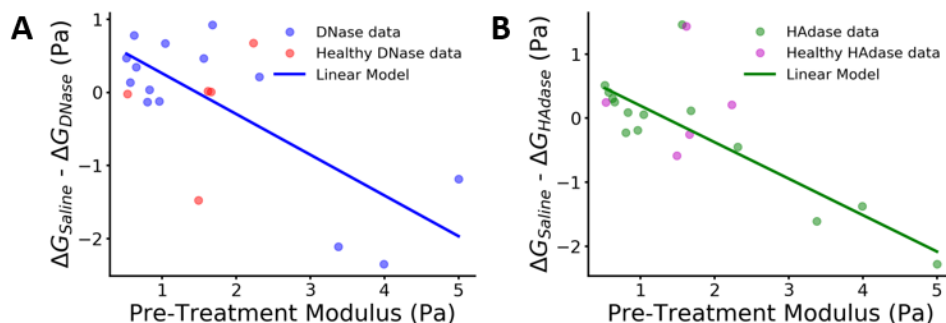 A
ΔG_Saline - ΔG_DNase (Pa)
1
0
−1
−2
DNase data
Healthy DNase data
Linear Model
1 2 3 4 5
Pre-Treatment Modulus (Pa)
B
ΔG_Saline - ΔG_HAdase (Pa)
1
0
−1
−2
HAdase data
Healthy HAdase data
Linear Model
1 2 3 4 5
Pre-Treatment Modulus (Pa)